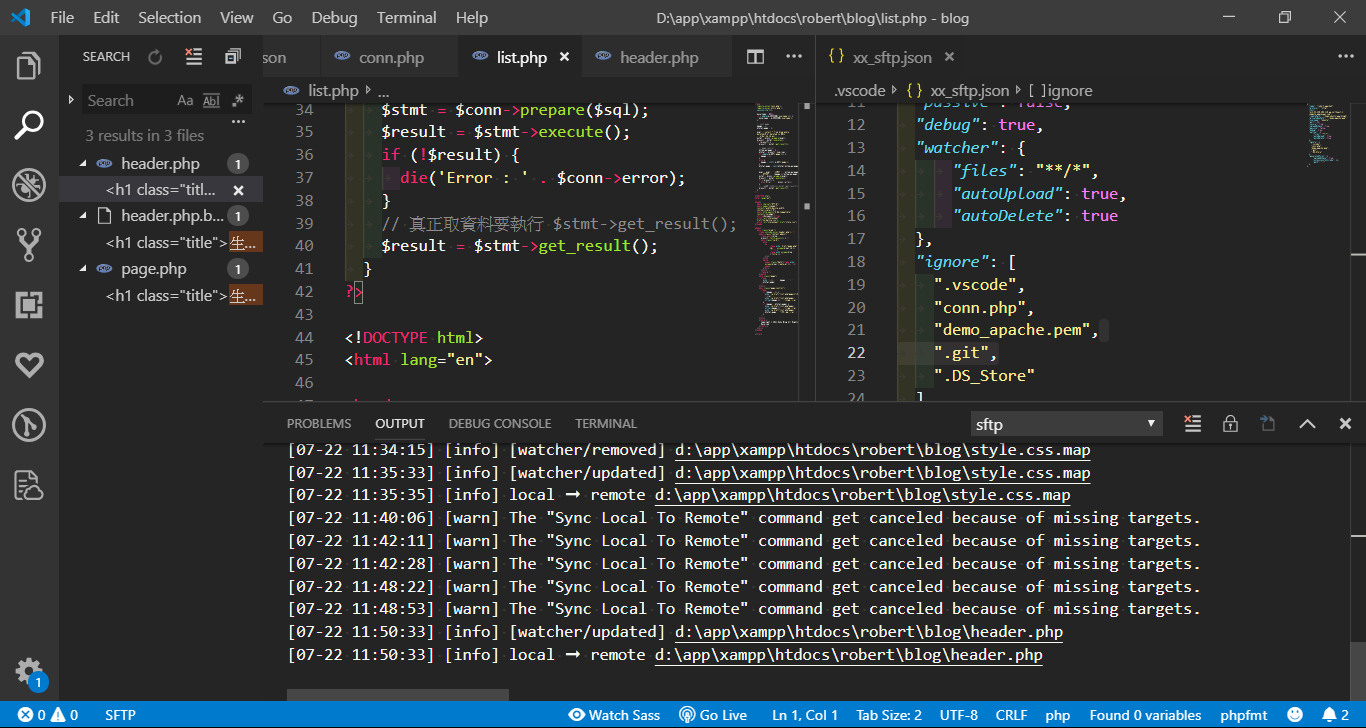 File Edit Selection View Go Debug Terminal Help D:\app\xampp\htdocs\robert\blog\list.php - blog
SEARCH
Search Aa Abl .*
3 results in 3 files
header.php 1
<h1 class="titl...
header.php.b... 1
<h1 class="title">生...
page.php 1
<h1 class="title">生...
son conn.php list.php header.php
list.php ...
34 $stmt = $conn->prepare($sql);
35 $result = $stmt->execute();
36 if (!$result) {
37 die('Error : ' . $conn->error);
38 }
39 // 真正取資料要執行 $stmt->get_result();
40 $result = $stmt->get_result();
41 }
42 ?>
43
44 <!DOCTYPE html>
45 <html lang="en">
46
{} xx_sftp.json
.vscode {} xx_sftp.json [ ]ignore
11 "passive": false,
12 "debug": true,
13 "watcher": {
14 "files": "**/*",
15 "autoUpload": true,
16 "autoDelete": true
17 },
18 "ignore": [
19 ".vscode",
20 "conn.php",
21 "demo_apache.pem",
22 ".git",
23 ".DS_Store"
24 ]
PROBLEMS OUTPUT DEBUG CONSOLE TERMINAL sftp
[07-22 11:34:15] [info] [watcher/removed] d:\app\xampp\htdocs\robert\blog\style.css.map
[07-22 11:35:33] [info] [watcher/updated] d:\app\xampp\htdocs\robert\blog\style.css.map
[07-22 11:35:35] [info] local ➞ remote d:\app\xampp\htdocs\robert\blog\style.css.map
[07-22 11:40:06] [warn] The "Sync Local To Remote" command get canceled because of missing targets.
[07-22 11:42:11] [warn] The "Sync Local To Remote" command get canceled because of missing targets.
[07-22 11:42:28] [warn] The "Sync Local To Remote" command get canceled because of missing targets.
[07-22 11:48:22] [warn] The "Sync Local To Remote" command get canceled because of missing targets.
[07-22 11:48:53] [warn] The "Sync Local To Remote" command get canceled because of missing targets.
[07-22 11:50:33] [info] [watcher/updated] d:\app\xampp\htdocs\robert\blog\header.php
[07-22 11:50:33] [info] local ➞ remote d:\app\xampp\htdocs\robert\blog\header.php
1
0 0 SFTP Watch Sass Go Live Ln 1, Col 1 Tab Size: 2 UTF-8 CRLF php Found 0 variables phpfmt 2